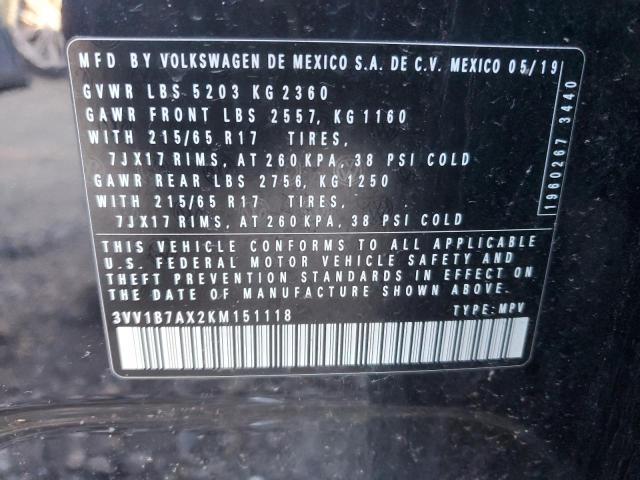 MFD BY VOLKSWAGEN DE MEXICO S.A. DE C.V. MEXICO 05/19
GVWR LBS 5203 KG 2360
GAWR FRONT LBS 2557, KG 1160
WITH 215/65 R17 TIRES,
7JX17 RIMS, AT 260 KPA, 38 PSI COLD
GAWR REAR LBS 2756, KG 1250
WITH 215/65 R17 TIRES,
7JX17 RIMS, AT 260 KPA, 38 PSI COLD
THIS VEHICLE CONFORMS TO ALL APPLICABLE
U.S. FEDERAL MOTOR VEHICLE SAFETY AND
THEFT PREVENTION STANDARDS IN EFFECT ON
THE DATE OF MANUFACTURE SHOWN ABOVE.
3VV1B7AX2KM151118 TYPE: MPV
1960267 3440